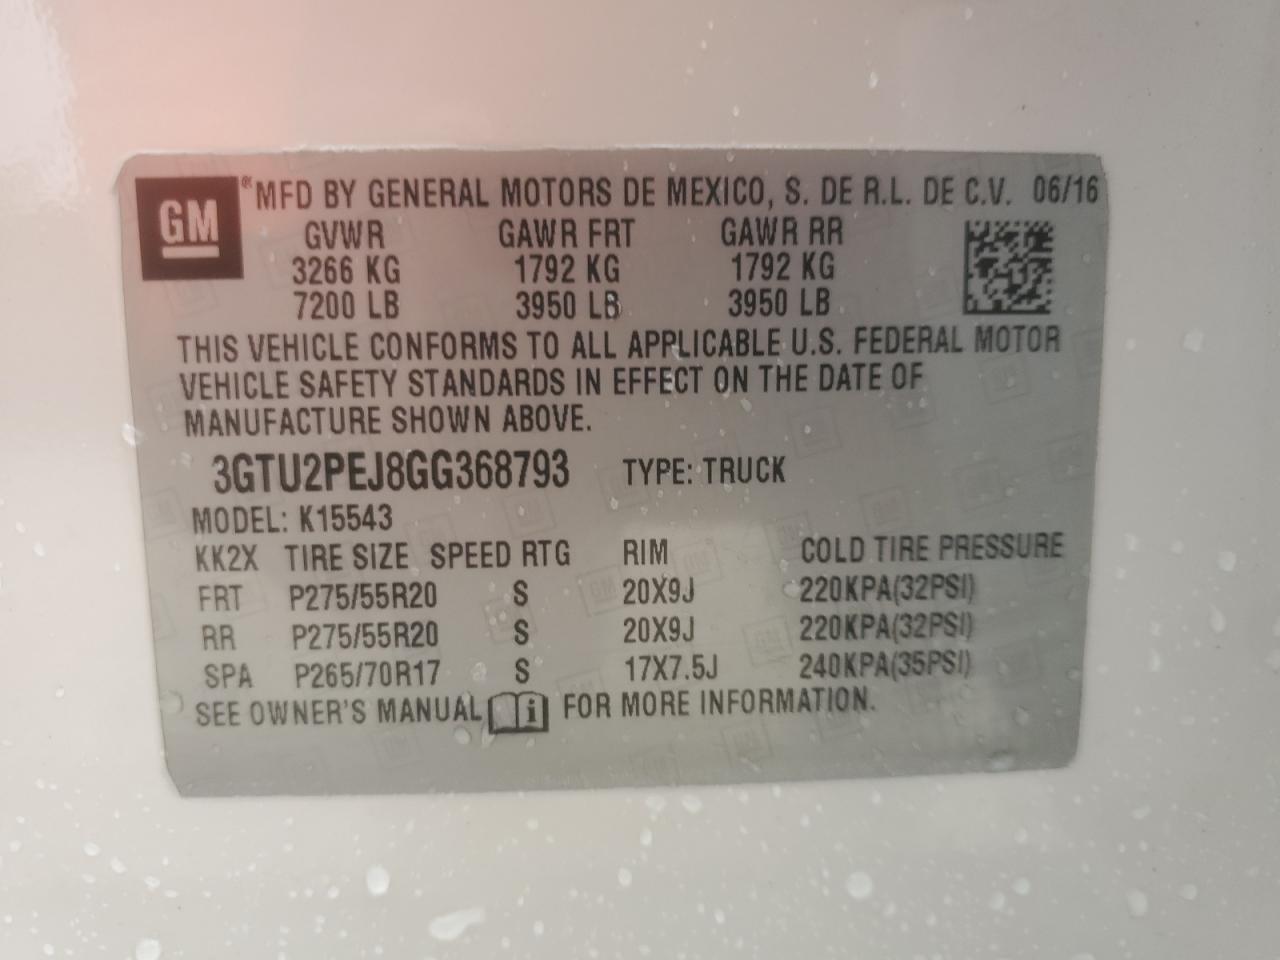 GM
® MFD BY GENERAL MOTORS DE MEXICO, S. DE R.L. DE C.V. 06/16
GVWR GAWR FRT GAWR RR
3266 KG 1792 KG 1792 KG
7200 LB 3950 LB 3950 LB
THIS VEHICLE CONFORMS TO ALL APPLICABLE U.S. FEDERAL MOTOR
VEHICLE SAFETY STANDARDS IN EFFECT ON THE DATE OF
MANUFACTURE SHOWN ABOVE.
3GTU2PEJ8GG368793 TYPE: TRUCK
MODEL: K15543
KK2X TIRE SIZE SPEED RTG RIM COLD TIRE PRESSURE
FRT P275/55R20 S 20X9J 220KPA(32PSI)
RR P275/55R20 S 20X9J 220KPA(32PSI)
SPA P265/70R17 S 17X7.5J 240KPA(35PSI)
SEE OWNER'S MANUAL i FOR MORE INFORMATION.